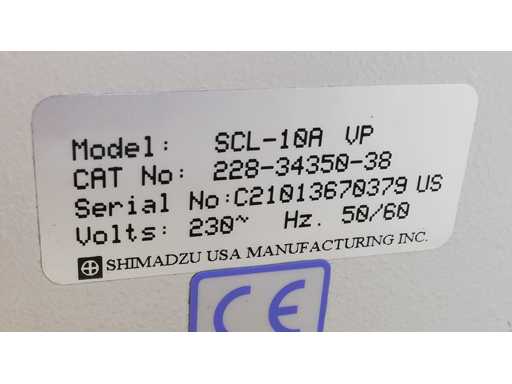 Model: SCL-10A VP
CAT No: 228-34350-38
Serial No:C21013670379 US
Volts: 230~ Hz. 50/60
SHIMADZU USA MANUFACTURING INC.
CE